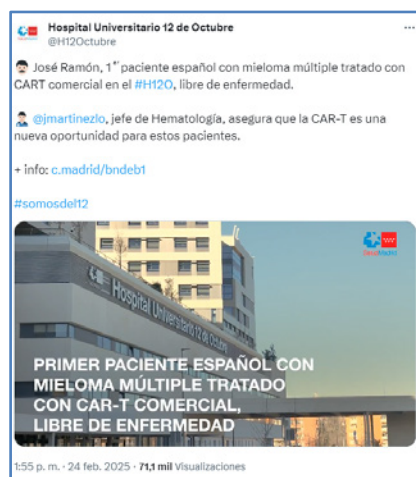 Hospital Universitario 12 de Octubre
@H12Octubre
José Ramón, 1er paciente español con mieloma múltiple tratado con
CART comercial en el #H12O, libre de enfermedad.
@jmartinezlo, jefe de Hematología, asegura que la CAR-T es una
nueva oportunidad para estos pacientes.
+ info: c.madrid/bndeb1
#somosdel12
SaludMadrid
Hospital Universitario 12 de Octubre
PRIMER PACIENTE ESPAÑOL CON
MIELOMA MÚLTIPLE TRATADO
CON CAR-T COMERCIAL,
LIBRE DE ENFERMEDAD
1:55 p. m. · 24 feb. 2025 · 71,1 mil Visualizaciones